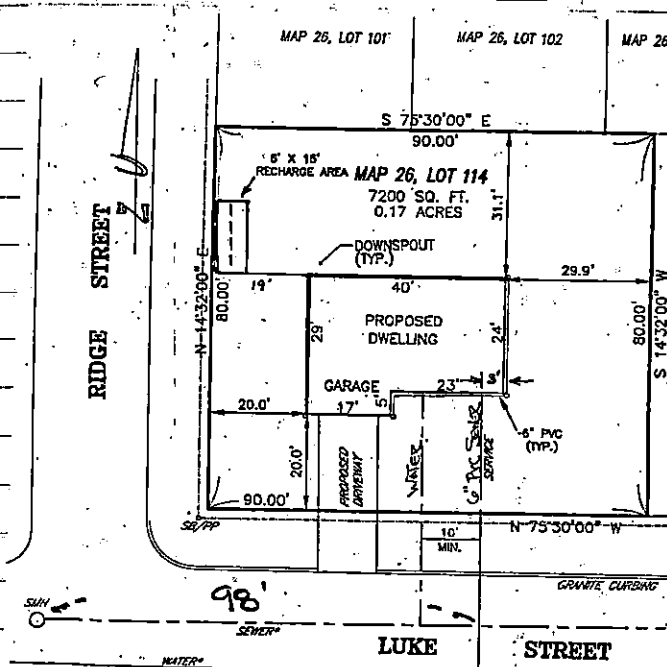 MAP 26, LOT 101
MAP 26, LOT 102
MAP 26
S 75°30'00" E
90.00'
6' X 15'
RECHARGE AREA
MAP 26, LOT 114
7200 SQ. FT.
0.17 ACRES
31.1'
DOWNSPOUT
(TYP.)
29.9'
19'
40'
RIDGE STREET
N 14°32'00" E
80.00'
80.00'
S 14°32'00" W
29'
PROPOSED
DWELLING
24'
GARAGE
23'
5'
17'
20.0'
20.0'
6" PVC
(TYP.)
PROPOSED
DRIVEWAY
WATER
6" PVC SEWER
SERVICE
90.00'
SB/PP
N 75°30'00" W
10'
MIN.
GRANITE CURBING
98'
SMH
SEWER
WATER
LUKE STREET